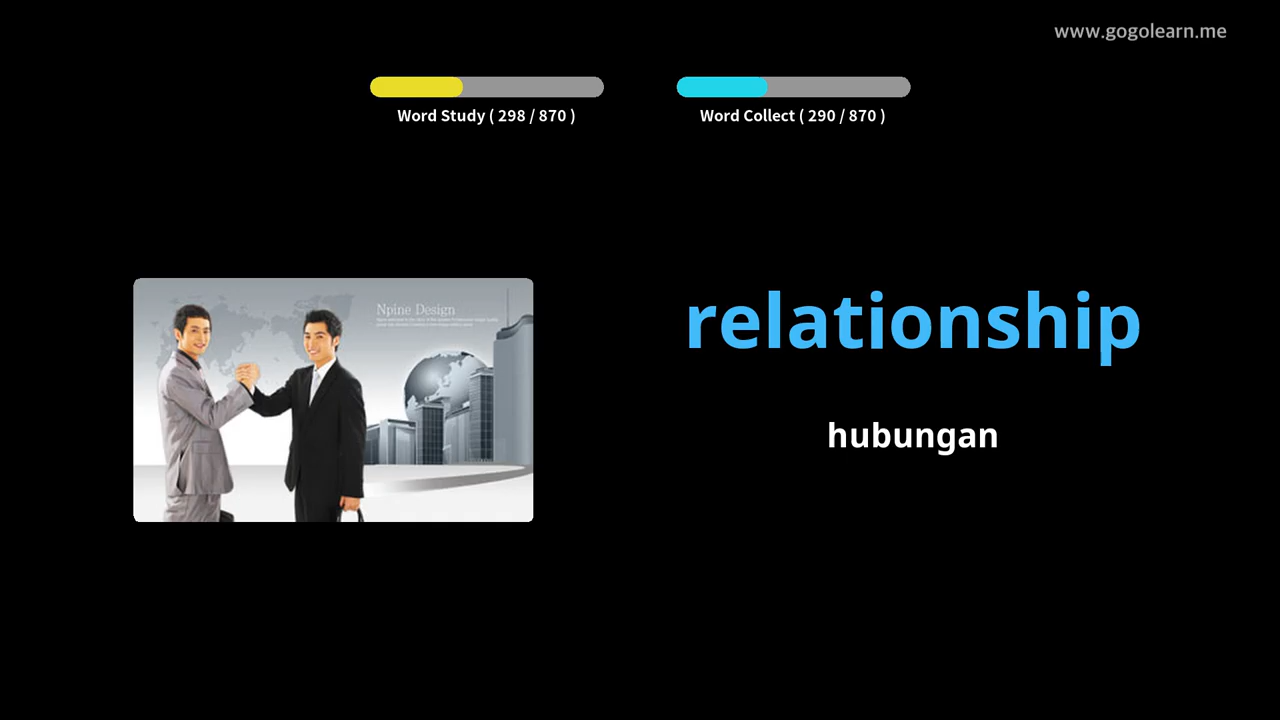 www.gogolearn.me
Word Study ( 298 / 870 )
Word Collect ( 290 / 870 )
Npine Design
relationship
hubungan